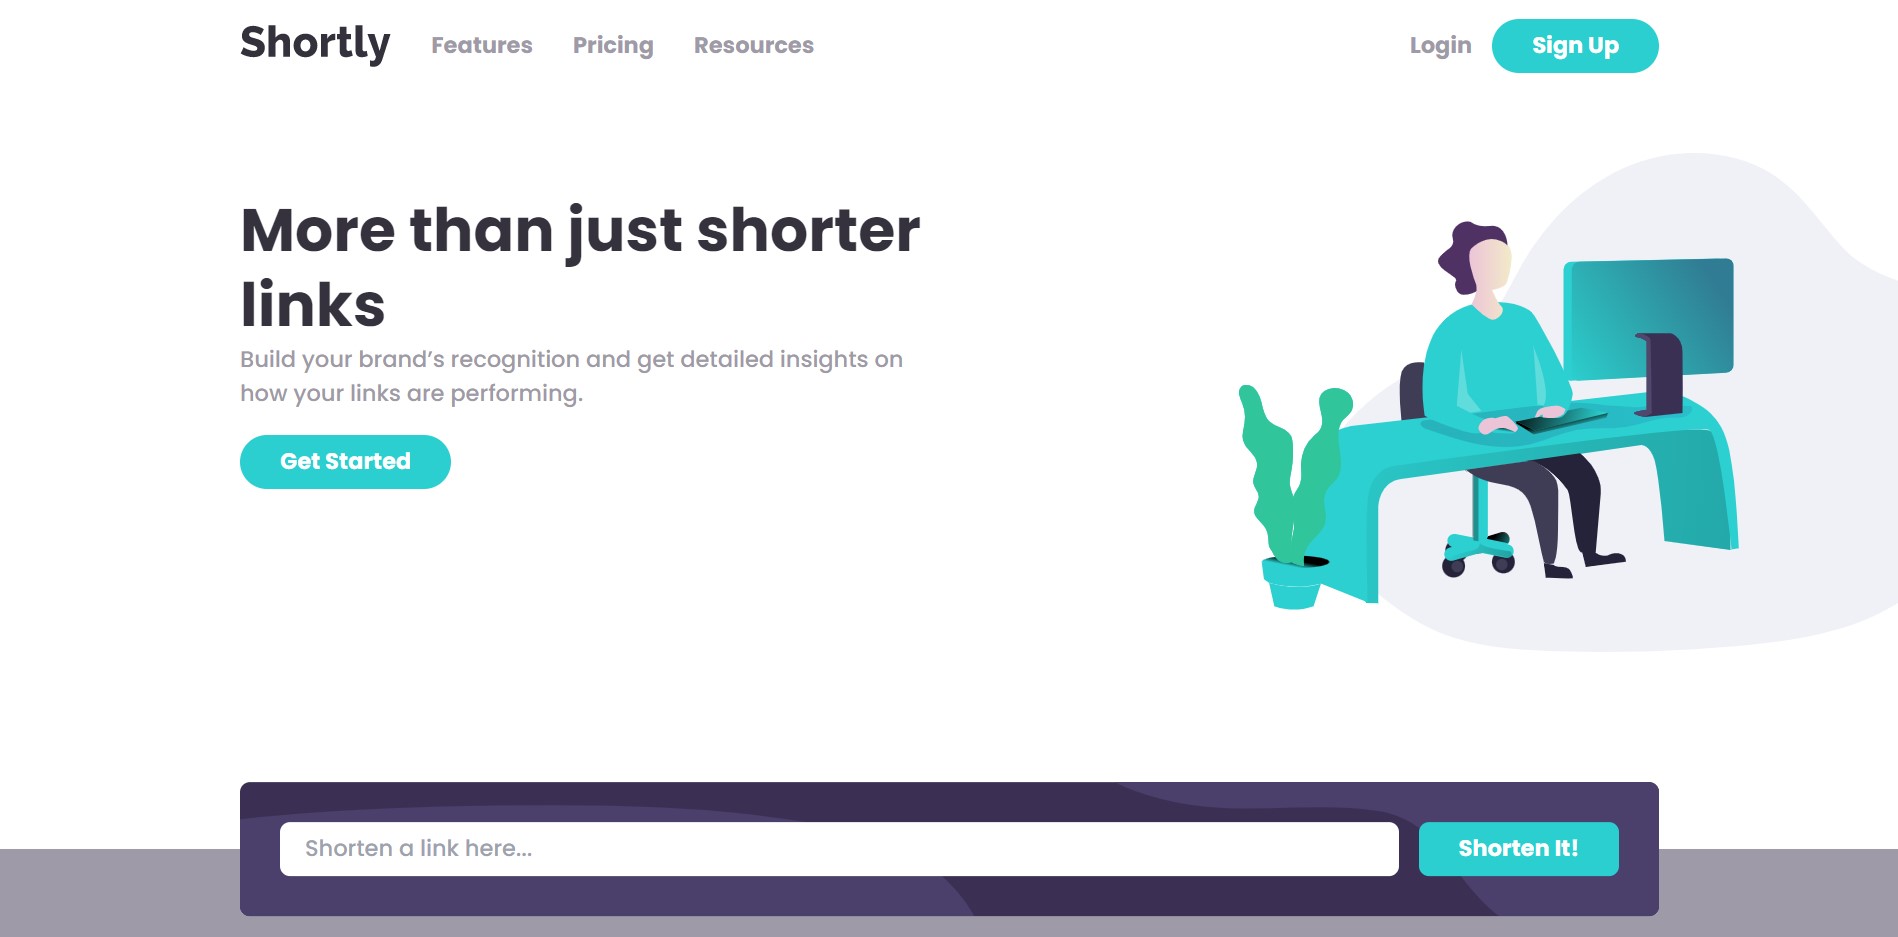 Shortly
Features
Pricing
Resources
Login
Sign Up
More than just shorter
links
Build your brand’s recognition and get detailed insights on
how your links are performing.
Get Started
Shorten a link here...
Shorten It!